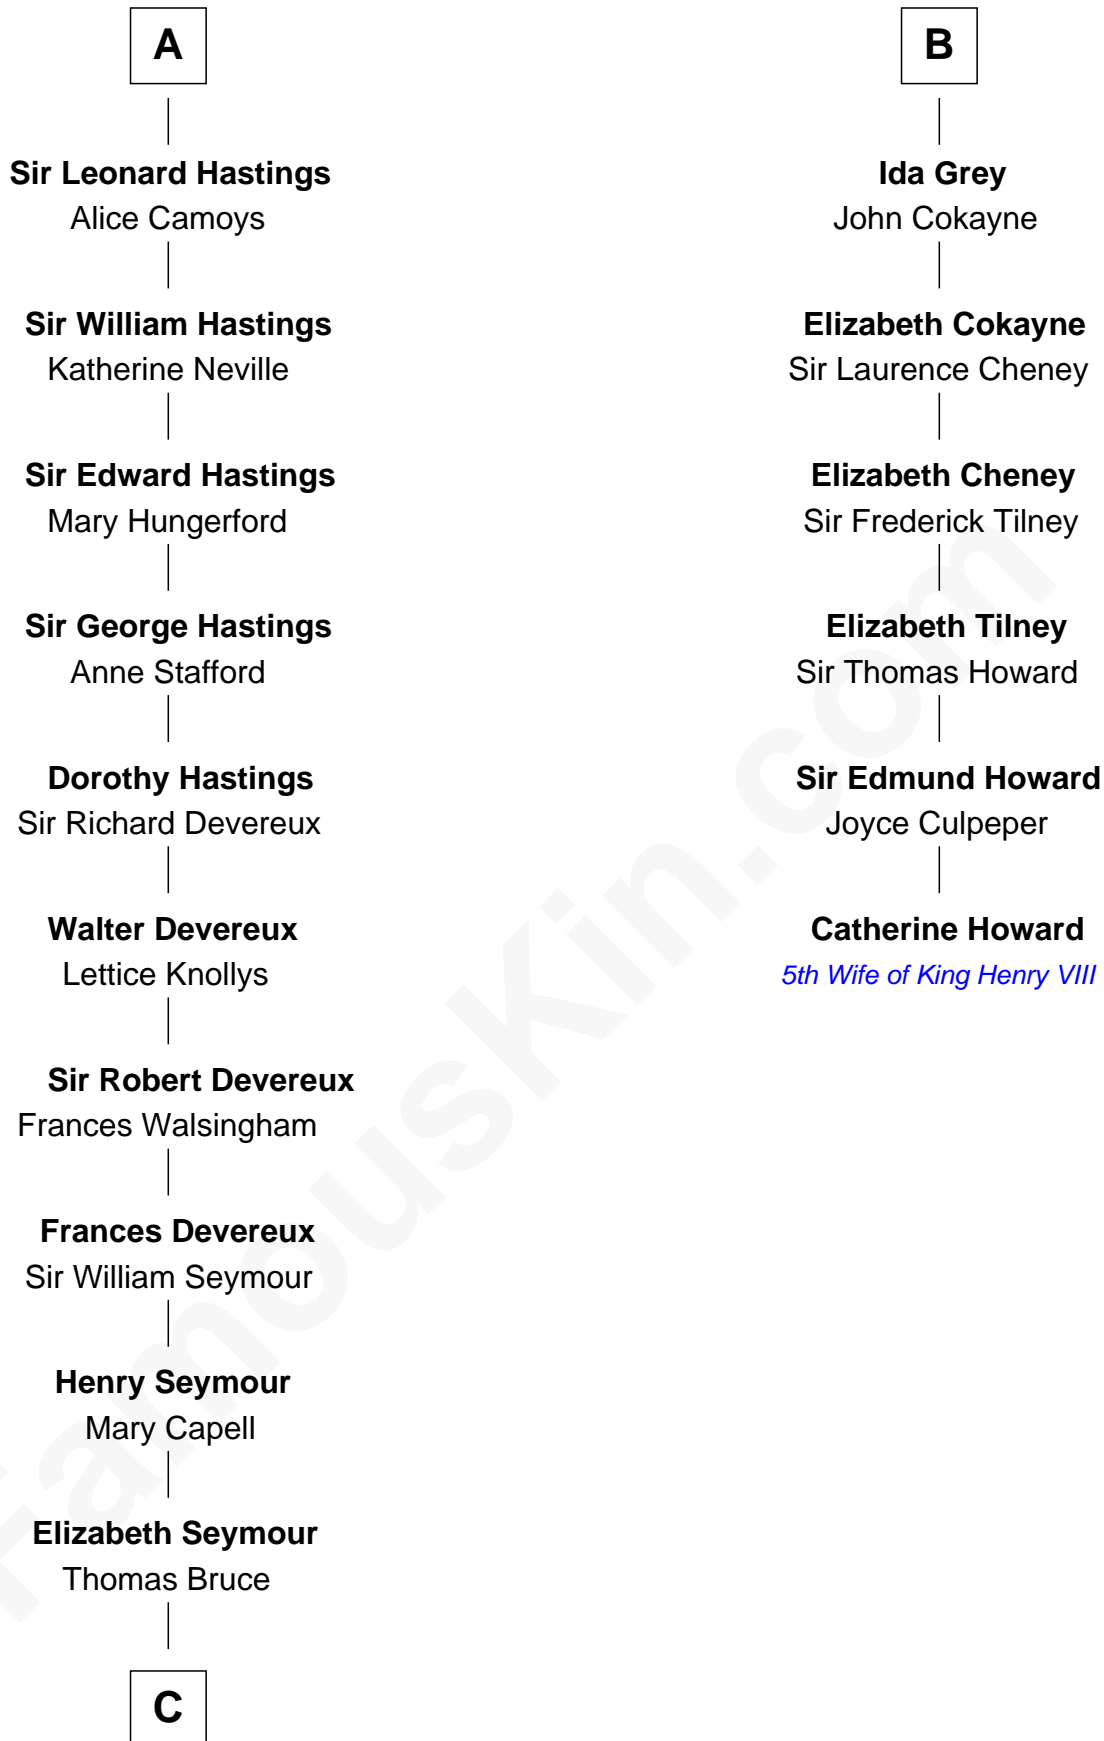 A
Sir Leonard Hastings
Alice Camoys
Sir William Hastings
Katherine Neville
Sir Edward Hastings
Mary Hungerford
Sir George Hastings
Anne Stafford
Dorothy Hastings
Sir Richard Devereux
Walter Devereux
Lettice Knollys
Sir Robert Devereux
Frances Walsingham
Frances Devereux
Sir William Seymour
Henry Seymour
Mary Capell
Elizabeth Seymour
Thomas Bruce
C
B
Ida Grey
John Cokayne
Elizabeth Cokayne
Sir Laurence Cheney
Elizabeth Cheney
Sir Frederick Tilney
Elizabeth Tilney
Sir Thomas Howard
Sir Edmund Howard
Joyce Culpeper
Catherine Howard
5th Wife of King Henry VIII
FamousKin.com